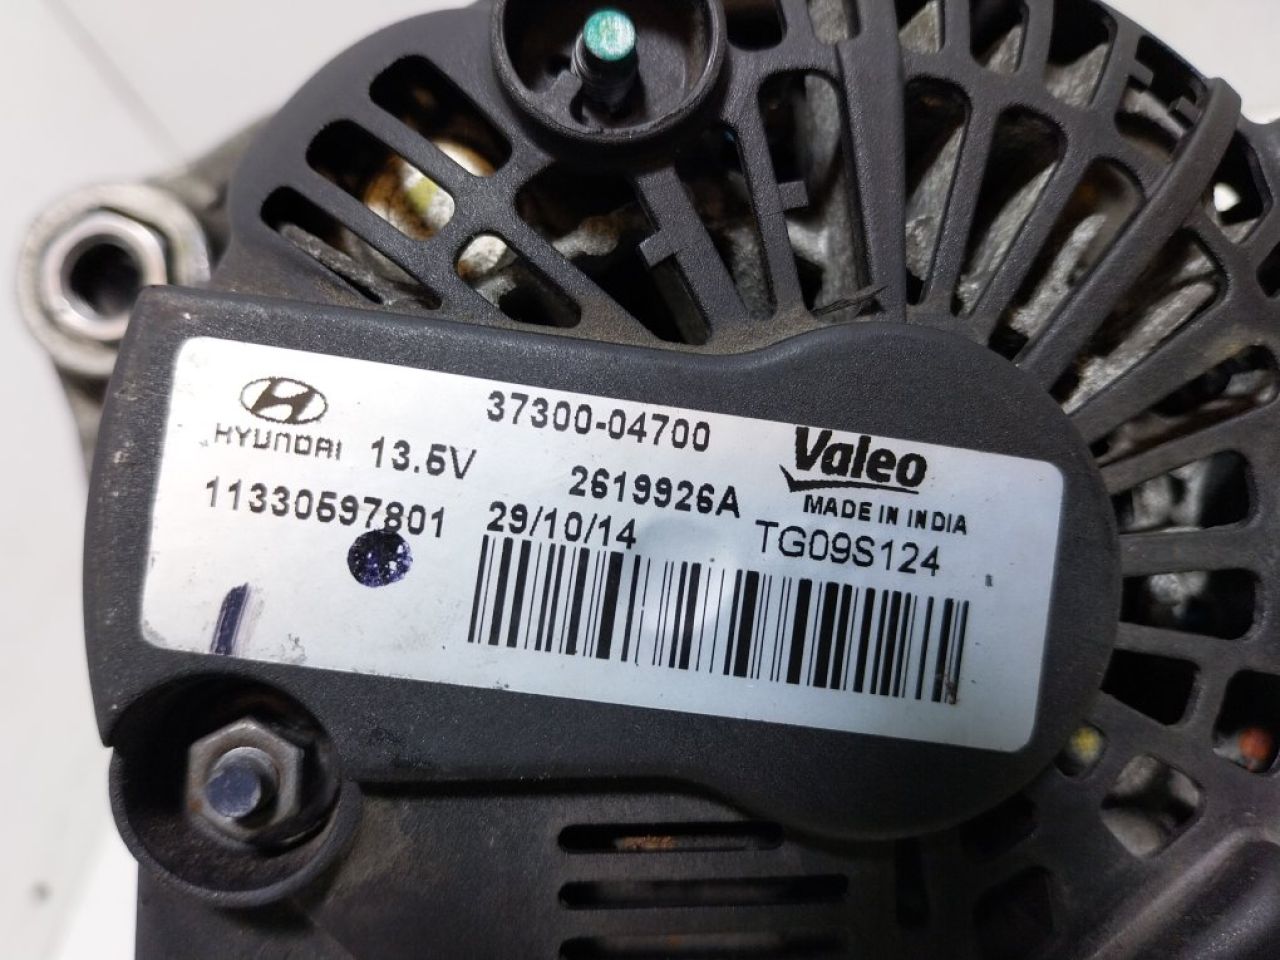 37300-04700
HYUNDAI 13.5V
Valeo
2619926A
MADE IN INDIA
11330597801
29/10/14
TG09S124